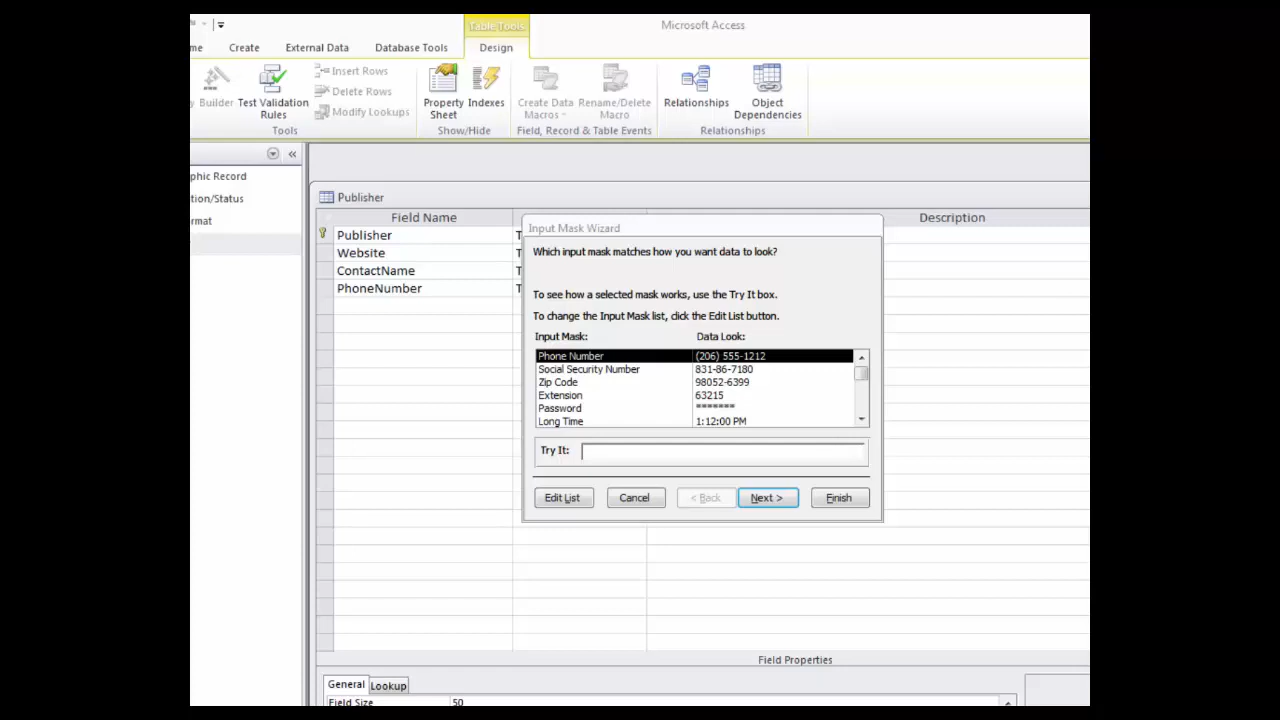 Table Tools
Microsoft Access
me Create External Data Database Tools Design
Insert Rows
Delete Rows
Modify Lookups
y Builder Test Validation Rules
Property Sheet Indexes
Create Data Macros Rename/Delete Macro
Relationships Object Dependencies
Tools Show/Hide Field, Record & Table Events Relationships
phic Record
tion/Status
rmat
Publisher
Field Name Description
Publisher T
Website T
ContactName T
PhoneNumber T
Input Mask Wizard
Which input mask matches how you want data to look?
To see how a selected mask works, use the Try It box.
To change the Input Mask list, click the Edit List button.
Input Mask: Data Look:
Phone Number (206) 555-1212
Social Security Number 831-86-7180
Zip Code 98052-6399
Extension 63215
Password *******
Long Time 1:12:00 PM
Try It:
Edit List Cancel < Back Next > Finish
Field Properties
General Lookup
Field Size 50